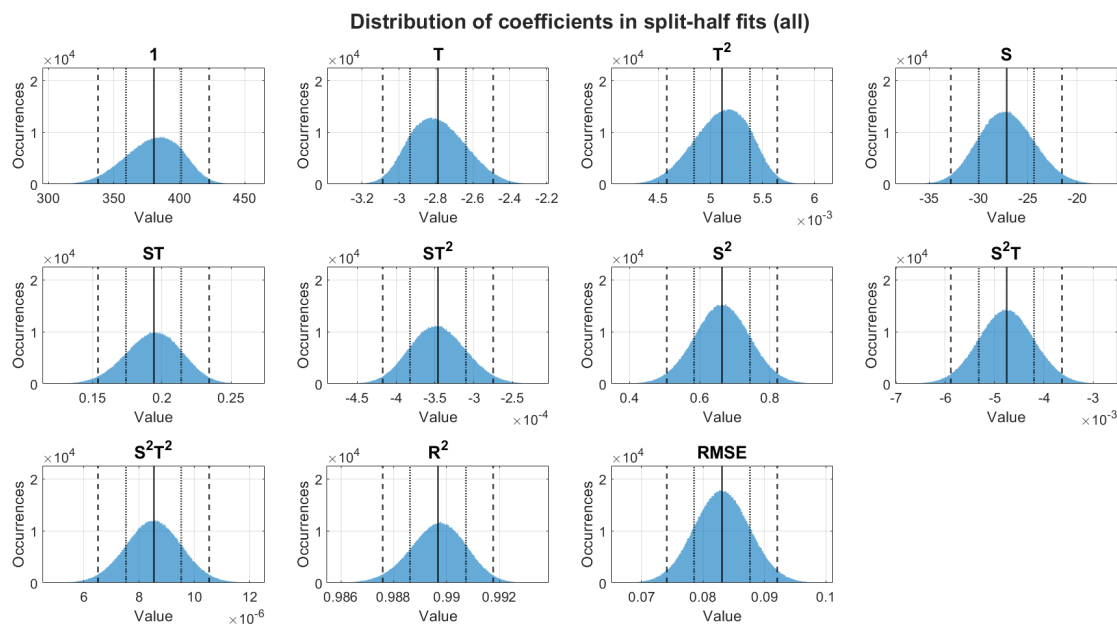 Distribution of coefficients in split-half fits (all)
×10⁴
1
2
1
0
Occurrences
300 350 400 450
Value
×10⁴
T
2
1
0
Occurrences
-3.2 -3 -2.8 -2.6 -2.4 -2.2
Value
×10⁴
T²
2
1
0
Occurrences
4.5 5 5.5 6
Value
×10⁻³
×10⁴
S
2
1
0
Occurrences
-35 -30 -25 -20
Value
×10⁴
ST
2
1
0
Occurrences
0.15 0.2 0.25
Value
×10⁴
ST²
2
1
0
Occurrences
-4.5 -4 -3.5 -3 -2.5
Value
×10⁻⁴
×10⁴
S²
2
1
0
Occurrences
0.4 0.6 0.8
Value
×10⁴
S²T
2
1
0
Occurrences
-7 -6 -5 -4 -3
Value
×10⁻³
×10⁴
S²T²
2
1
0
Occurrences
6 8 10 12
Value
×10⁻⁶
×10⁴
R²
2
1
0
Occurrences
0.986 0.988 0.99 0.992
Value
×10⁴
RMSE
2
1
0
Occurrences
0.07 0.08 0.09 0.1
Value